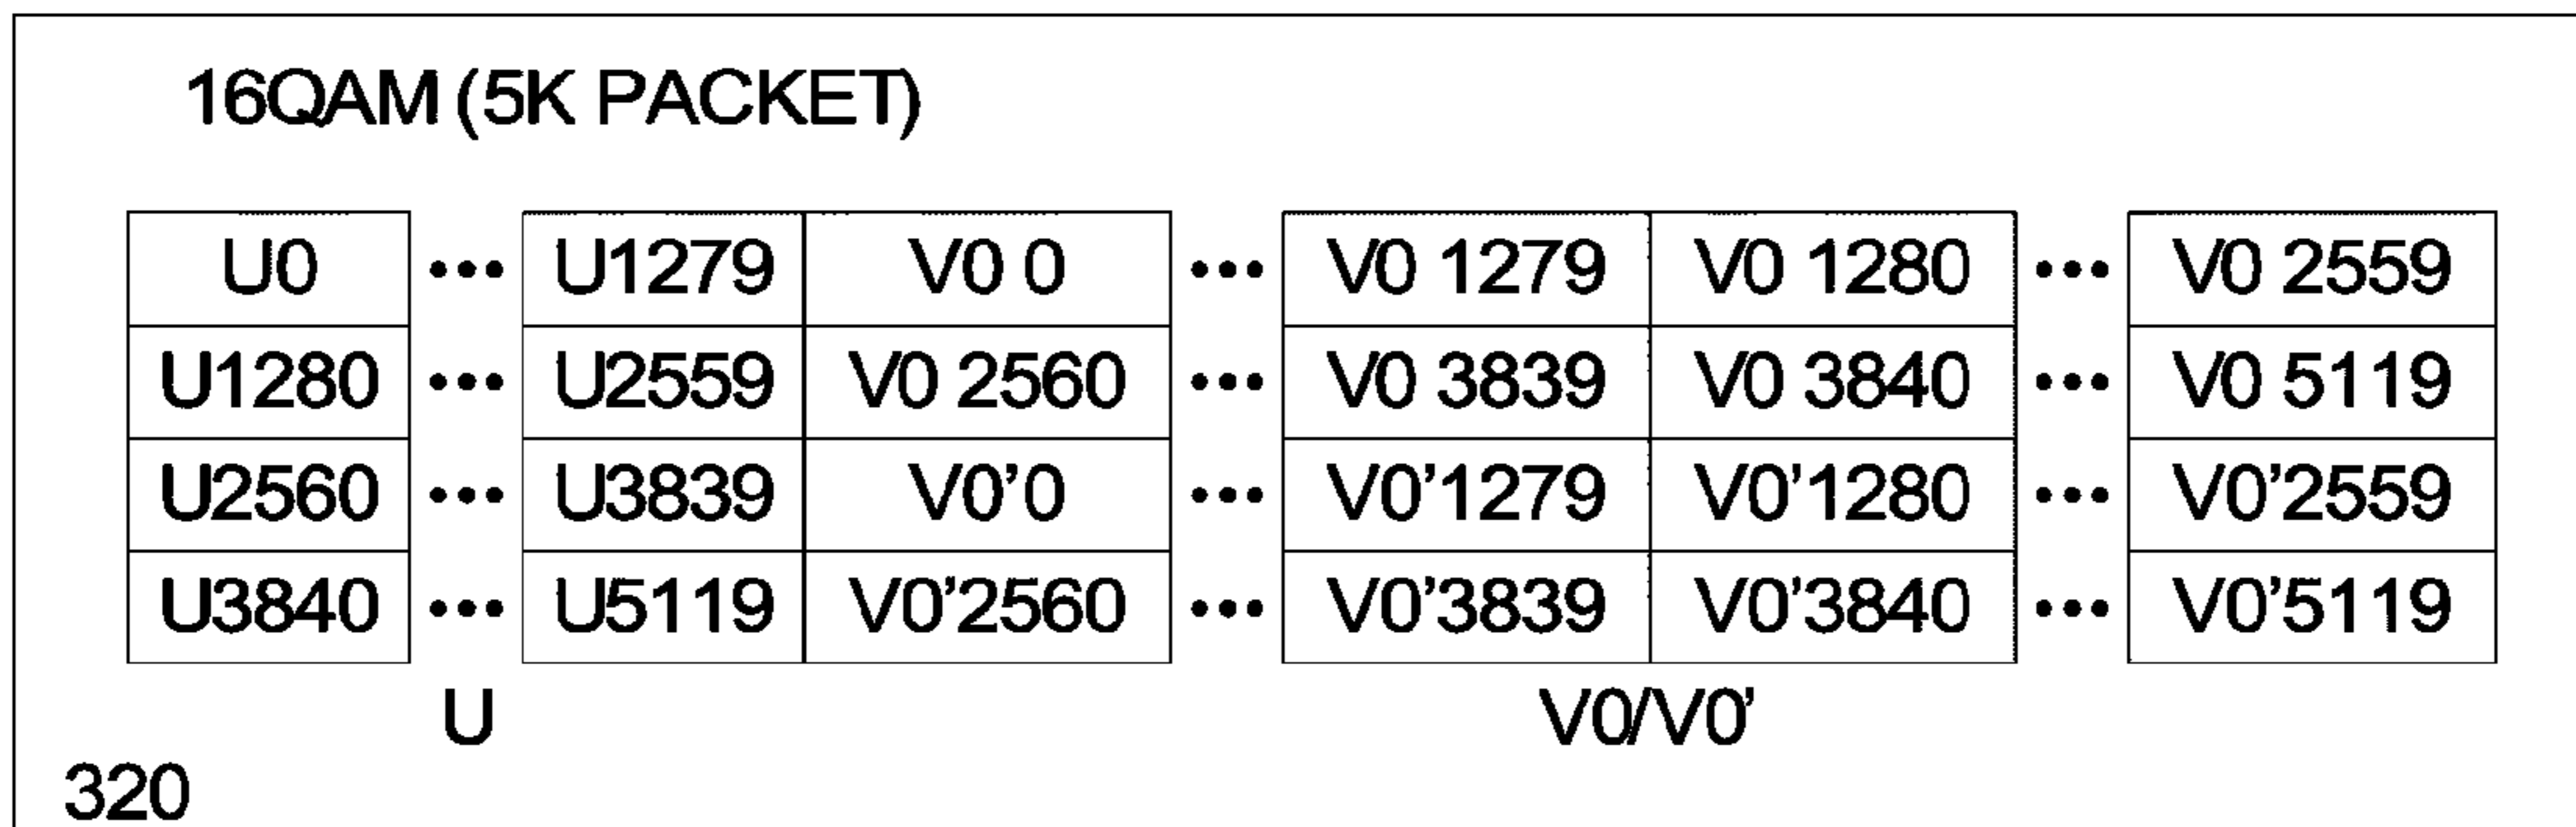 16QAM (5K PACKET)
U0 ••• U1279 V0 0 ••• V0 1279 V0 1280 ••• V0 2559
U1280 ••• U2559 V0 2560 ••• V0 3839 V0 3840 ••• V0 5119
U2560 ••• U3839 V0’0 ••• V0’1279 V0’1280 ••• V0’2559
U3840 ••• U5119 V0’2560 ••• V0’3839 V0’3840 ••• V0’5119
U V0/V0’
320